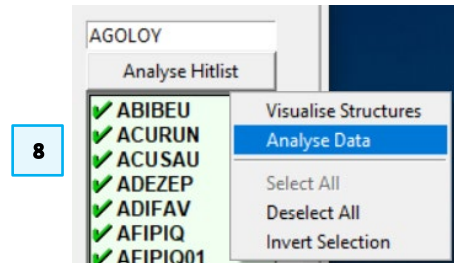 AGOLOY
Analyse Hitlist
8
ABIBEU
ACURUN
ACUSAU
ADEZEP
ADIFAV
AFIPIQ
AFIPIQ01
Visualise Structures
Analyse Data
Select All
Deselect All
Invert Selection